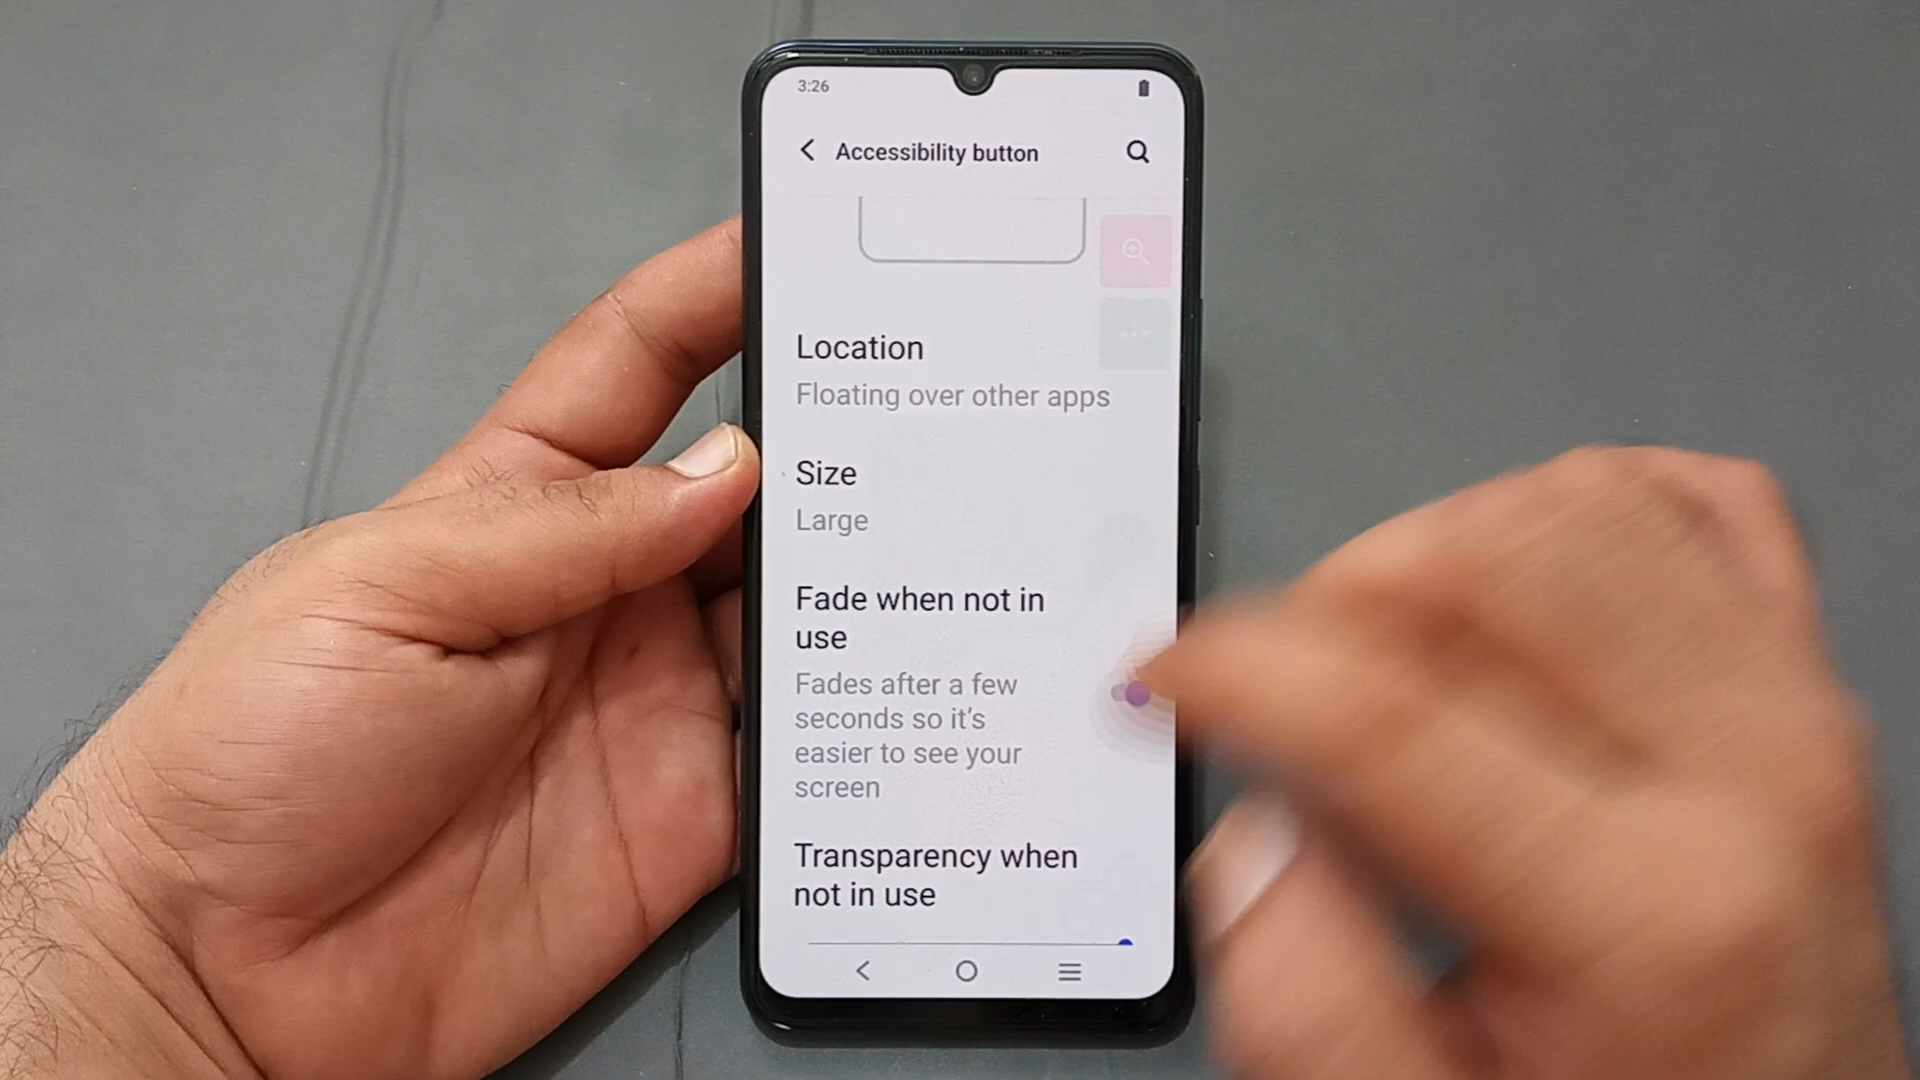 3:26
Accessibility button
Location
Floating over other apps
Size
Large
Fade when not in
use
Fades after a few
seconds so it's
easier to see your
screen
Transparency when
not in use